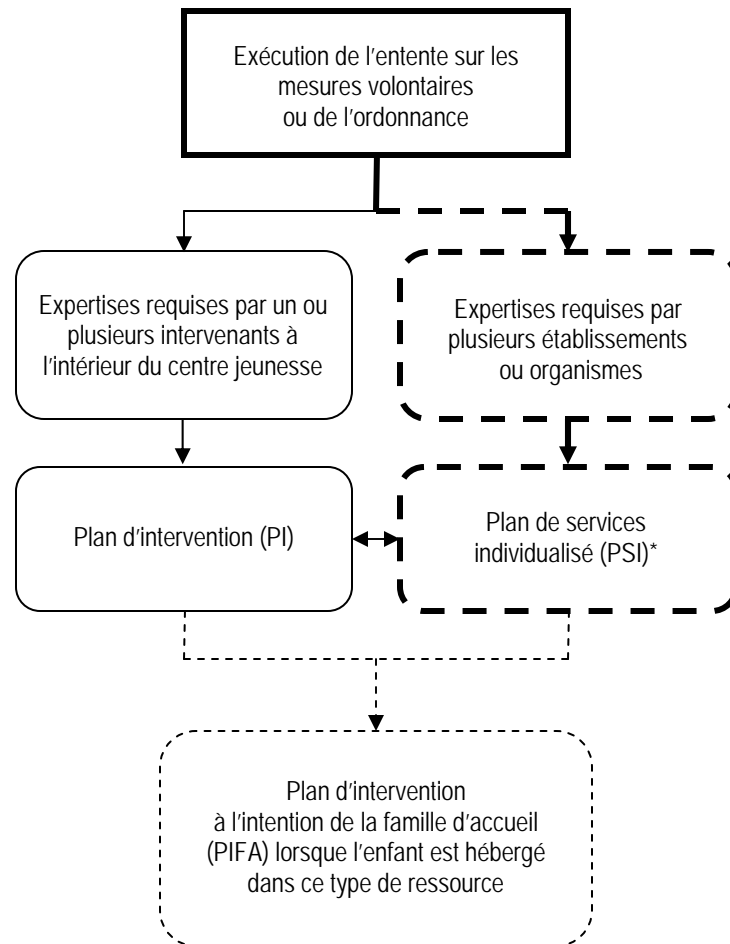 Exécution de l’entente sur les
mesures volontaires
ou de l’ordonnance
Expertises requises par un ou
plusieurs intervenants à
l’intérieur du centre jeunesse
Expertises requises par
plusieurs établissements
ou organismes
Plan d’intervention (PI)
Plan de services
individualisé (PSI)*
Plan d’intervention
à l’intention de la famille d’accueil
(PIFA) lorsque l’enfant est hébergé
dans ce type de ressource